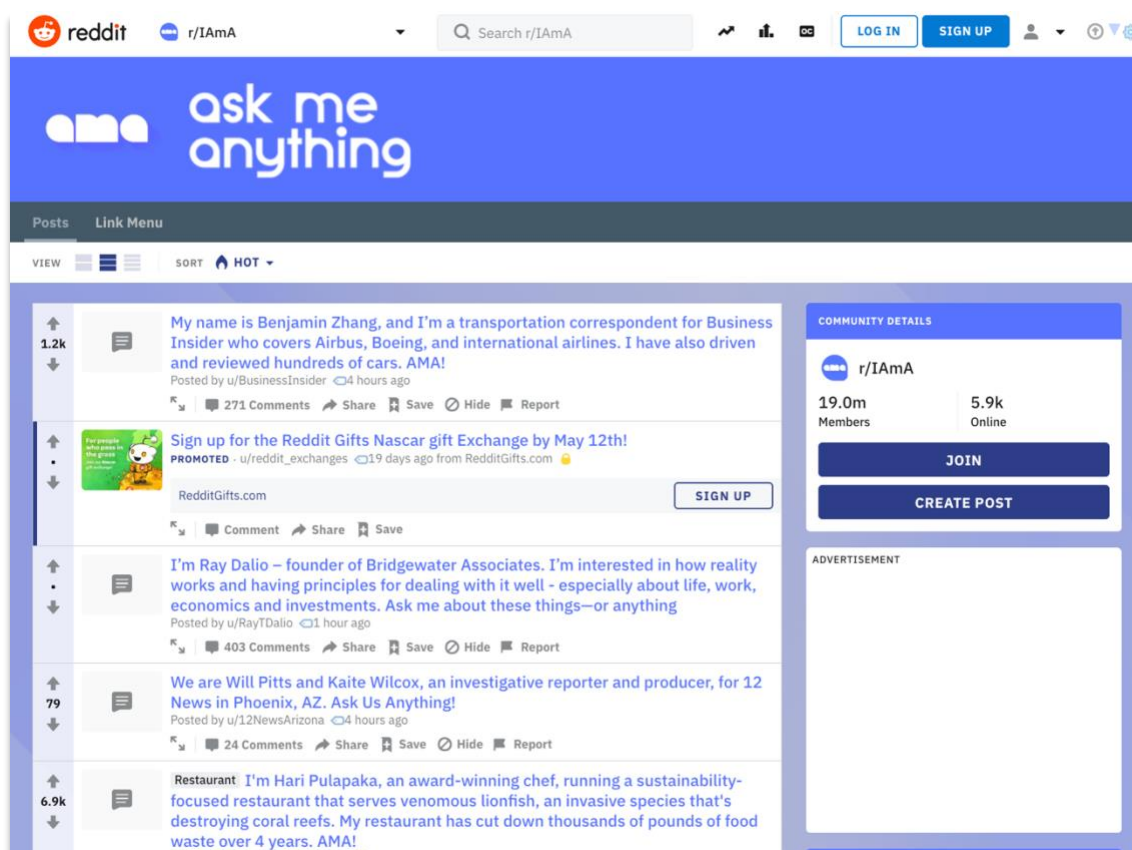 reddit
r/IAmA
Search r/IAmA
OC
LOG IN
SIGN UP
ama
ask me
anything
Posts
Link Menu
VIEW
SORT
HOT
1.2k
My name is Benjamin Zhang, and I'm a transportation correspondent for Business
Insider who covers Airbus, Boeing, and international airlines. I have also driven
and reviewed hundreds of cars. AMA!
Posted by u/BusinessInsider 4 hours ago
271 Comments Share Save Hide Report
For people
who pass in
the grass
Sign up for the Reddit Gifts Nascar gift Exchange by May 12th!
PROMOTED · u/reddit_exchanges 19 days ago from RedditGifts.com
RedditGifts.com
SIGN UP
Comment Share Save
•
I'm Ray Dalio – founder of Bridgewater Associates. I'm interested in how reality
works and having principles for dealing with it well - especially about life, work,
economics and investments. Ask me about these things—or anything
Posted by u/RayTDalio 1 hour ago
403 Comments Share Save Hide Report
79
We are Will Pitts and Kaite Wilcox, an investigative reporter and producer, for 12
News in Phoenix, AZ. Ask Us Anything!
Posted by u/12NewsArizona 4 hours ago
24 Comments Share Save Hide Report
6.9k
Restaurant I'm Hari Pulapaka, an award-winning chef, running a sustainability-
focused restaurant that serves venomous lionfish, an invasive species that's
destroying coral reefs. My restaurant has cut down thousands of pounds of food
waste over 4 years. AMA!
COMMUNITY DETAILS
ama
r/IAmA
19.0m
Members
5.9k
Online
JOIN
CREATE POST
ADVERTISEMENT